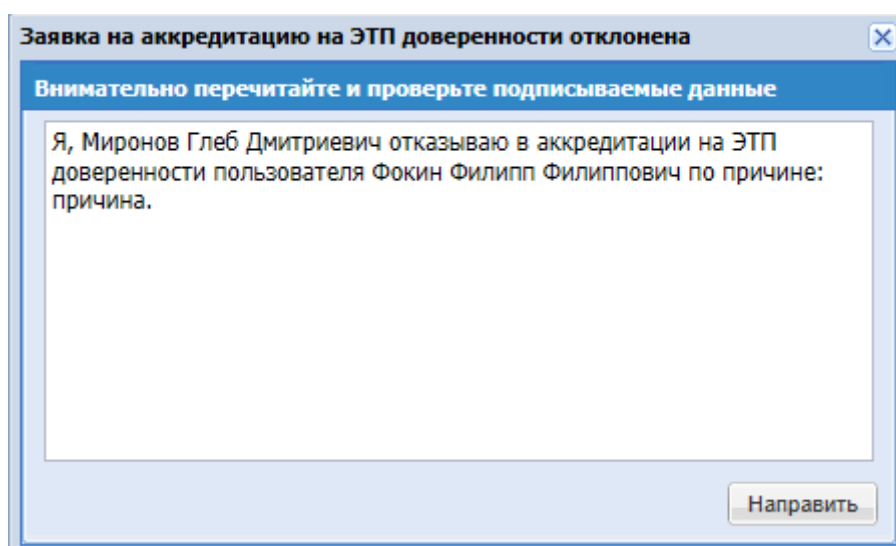 Заявка на аккредитацию на ЭТП доверенности отклонена
Внимательно перечитайте и проверьте подписываемые данные
Я, Миронов Глеб Дмитриевич отказываю в аккредитации на ЭТП
доверенности пользователя Фокин Филипп Филиппович по причине:
причина.
Направить